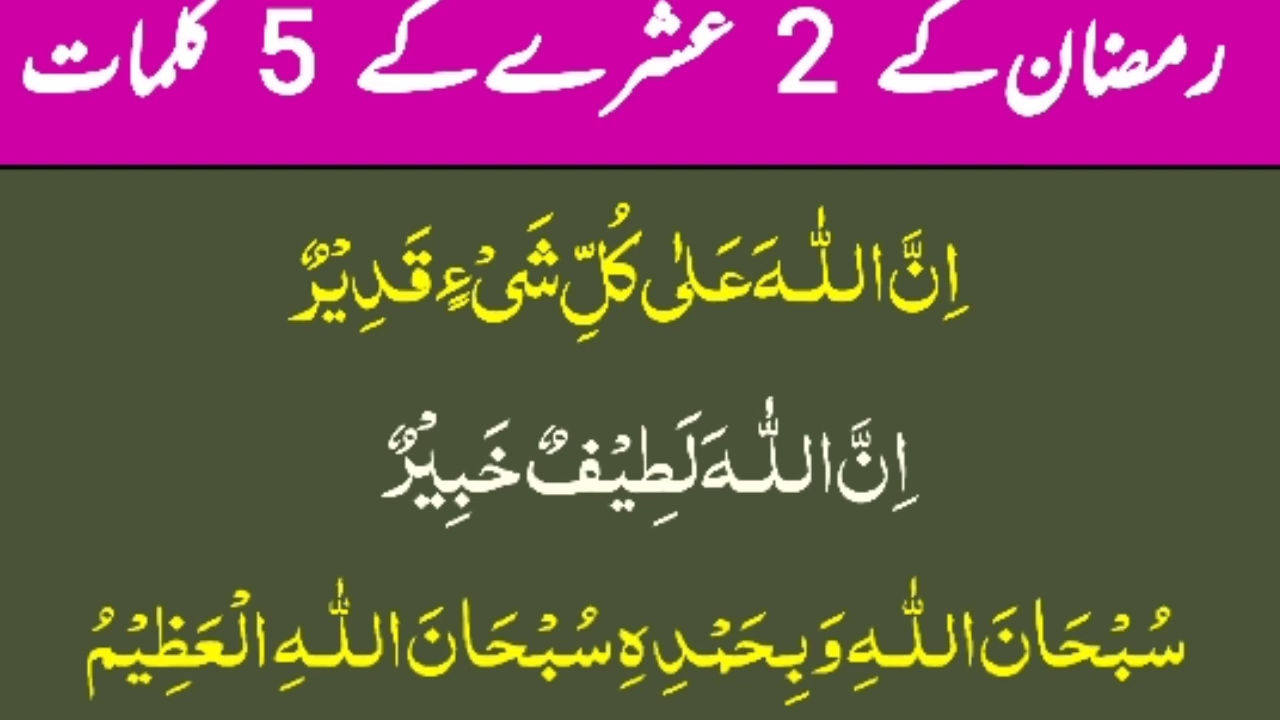 رمضان کے 2 عشرے کے 5 کلمات
اِنَّ اللّٰہَ عَلٰی کُلِّ شَیْءٍ قَدِیْرٌ
اِنَّ اللّٰہَ لَطِیْفٌ خَبِیْرٌ
سُبْحَانَ اللّٰہِ وَبِحَمْدِہِ سُبْحَانَ اللّٰہِ الْعَظِیْمُ